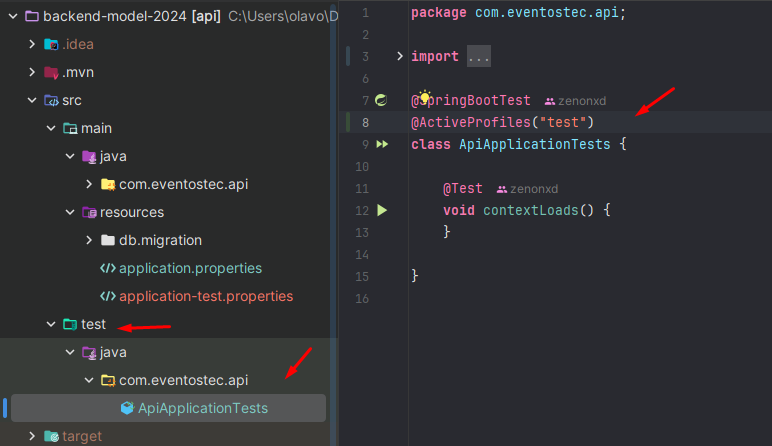 backend-model-2024 [api] C:\Users\olavo\D
.idea
.mvn
src
main
java
com.eventostec.api
resources
db.migration
application.properties
application-test.properties
test
java
com.eventostec.api
ApiApplicationTests
target
1 package com.eventostec.api;
2
3 import ...
6
7 @SpringBootTest zenonxd
8 @ActiveProfiles("test")
9 class ApiApplicationTests {
10
11 @Test zenonxd
12 void contextLoads() {
13 }
14
15 }
16